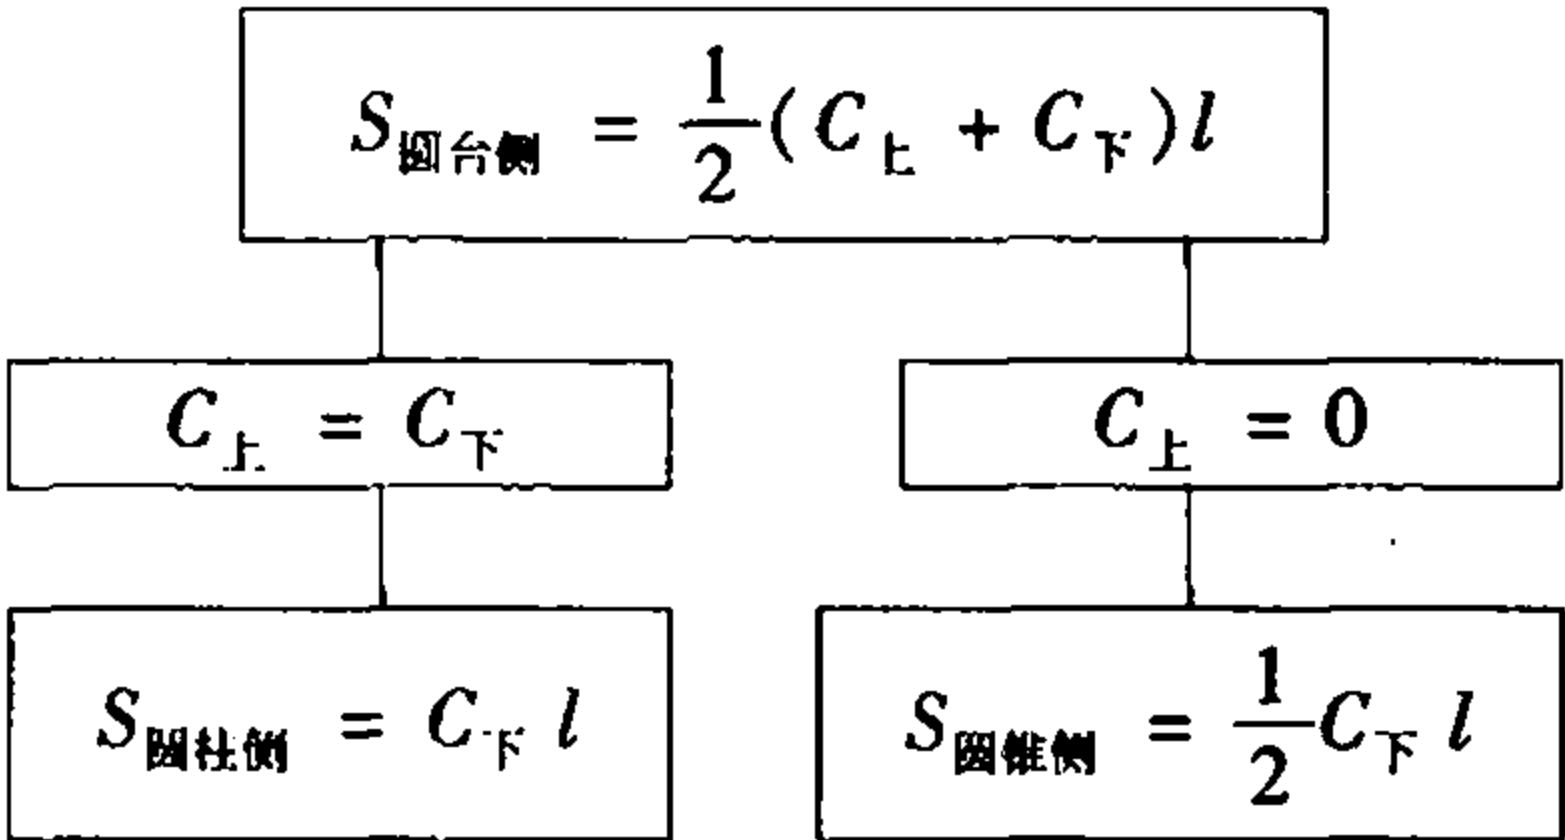 S圆台侧 = 1/2(C上 + C下)l
C上 = C下
C上 = 0
S圆柱侧 = C下 l
S圆锥侧 = 1/2 C下 l